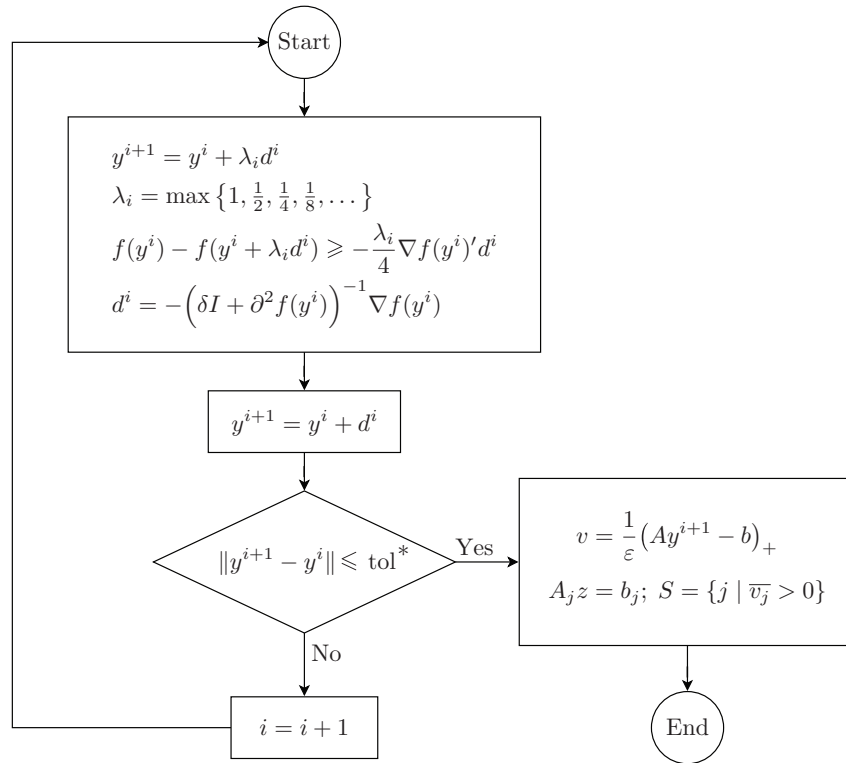 Start
y^{i+1} = y^i + λ_i d^i
λ_i = max {1, 1/2, 1/4, 1/8, . . . }
f(y^i) − f(y^i + λ_i d^i) ⩾ −λ_i/4 ∇f(y^i)′d^i
d^i = −(δI + ∂²f(y^i))^{−1} ∇f(y^i)
y^{i+1} = y^i + d^i
‖y^{i+1} − y^i‖ ⩽ tol*
Yes
v = 1/ε (Ay^{i+1} − b)_+
A_j z = b_j; S = {j | \overline{v_j} > 0}
No
i = i + 1
End